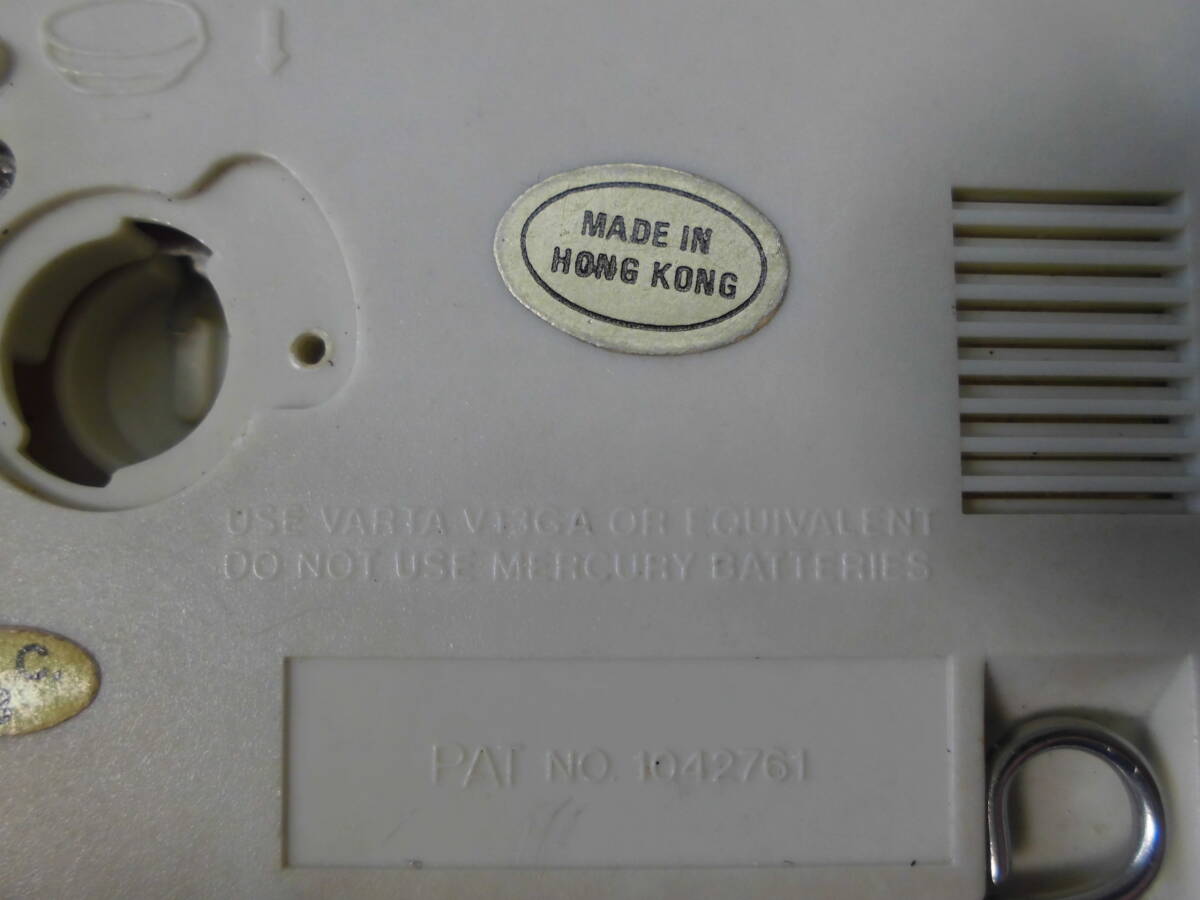 MADE IN
HONG KONG
USE VARTA V13GA OR EQUIVALENT
DO NOT USE MERCURY BATTERIES
C
PAT NO. 1042761